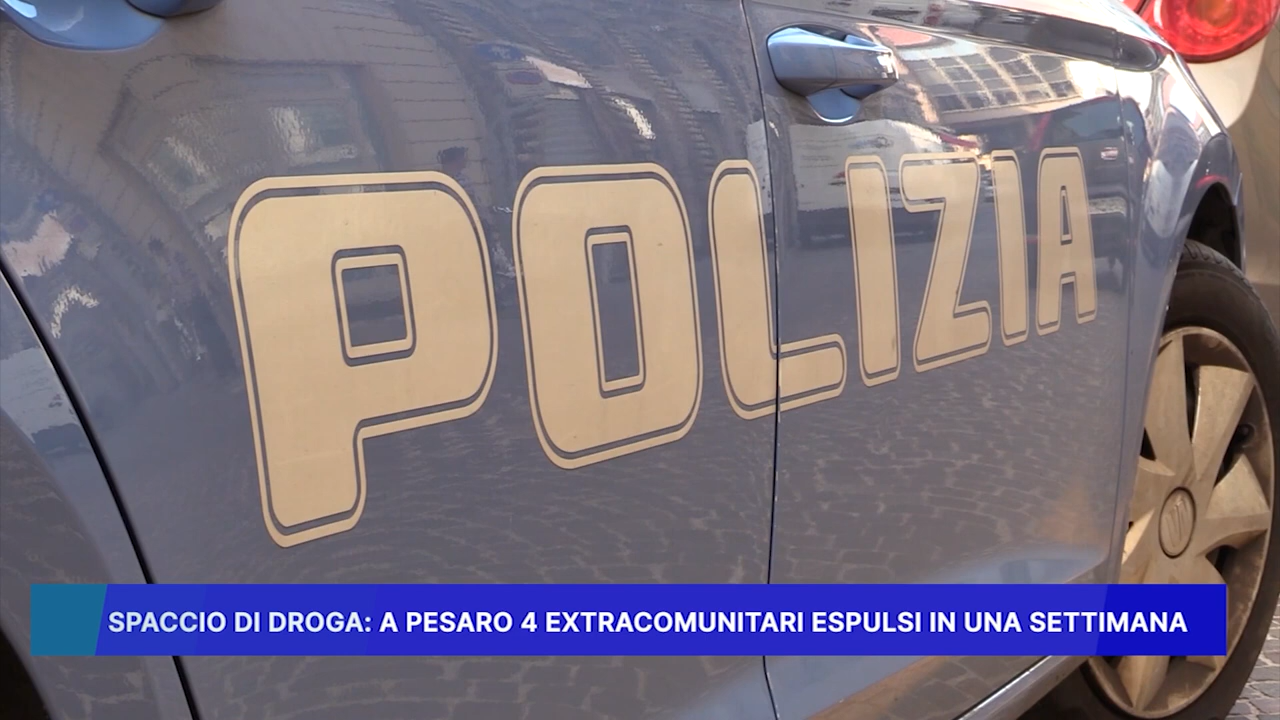 POLIZIA
SPACCIO DI DROGA: A PESARO 4 EXTRACOMUNITARI ESPULSI IN UNA SETTIMANA